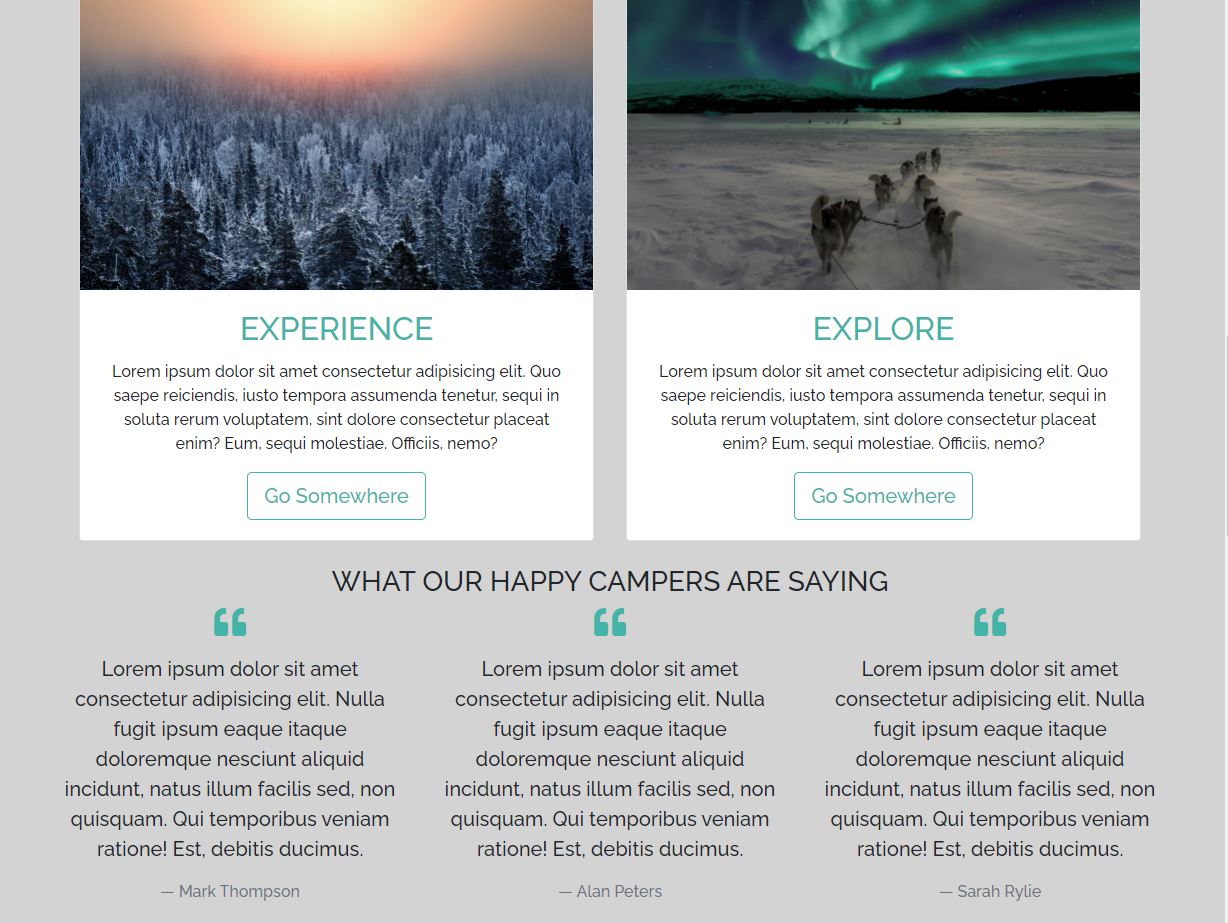 EXPERIENCE
Lorem ipsum dolor sit amet consectetur adipisicing elit. Quo
saepe reiciendis, iusto tempora assumenda tenetur, sequi in
soluta rerum voluptatem, sint dolore consectetur placeat
enim? Eum, sequi molestiae. Officiis, nemo?
Go Somewhere
EXPLORE
Lorem ipsum dolor sit amet consectetur adipisicing elit. Quo
saepe reiciendis, iusto tempora assumenda tenetur, sequi in
soluta rerum voluptatem, sint dolore consectetur placeat
enim? Eum, sequi molestiae. Officiis, nemo?
Go Somewhere
WHAT OUR HAPPY CAMPERS ARE SAYING
Lorem ipsum dolor sit amet
consectetur adipisicing elit. Nulla
fugit ipsum eaque itaque
doloremque nesciunt aliquid
incidunt, natus illum facilis sed, non
quisquam. Qui temporibus veniam
ratione! Est, debitis ducimus.
— Mark Thompson
Lorem ipsum dolor sit amet
consectetur adipisicing elit. Nulla
fugit ipsum eaque itaque
doloremque nesciunt aliquid
incidunt, natus illum facilis sed, non
quisquam. Qui temporibus veniam
ratione! Est, debitis ducimus.
— Alan Peters
Lorem ipsum dolor sit amet
consectetur adipisicing elit. Nulla
fugit ipsum eaque itaque
doloremque nesciunt aliquid
incidunt, natus illum facilis sed, non
quisquam. Qui temporibus veniam
ratione! Est, debitis ducimus.
— Sarah Rylie